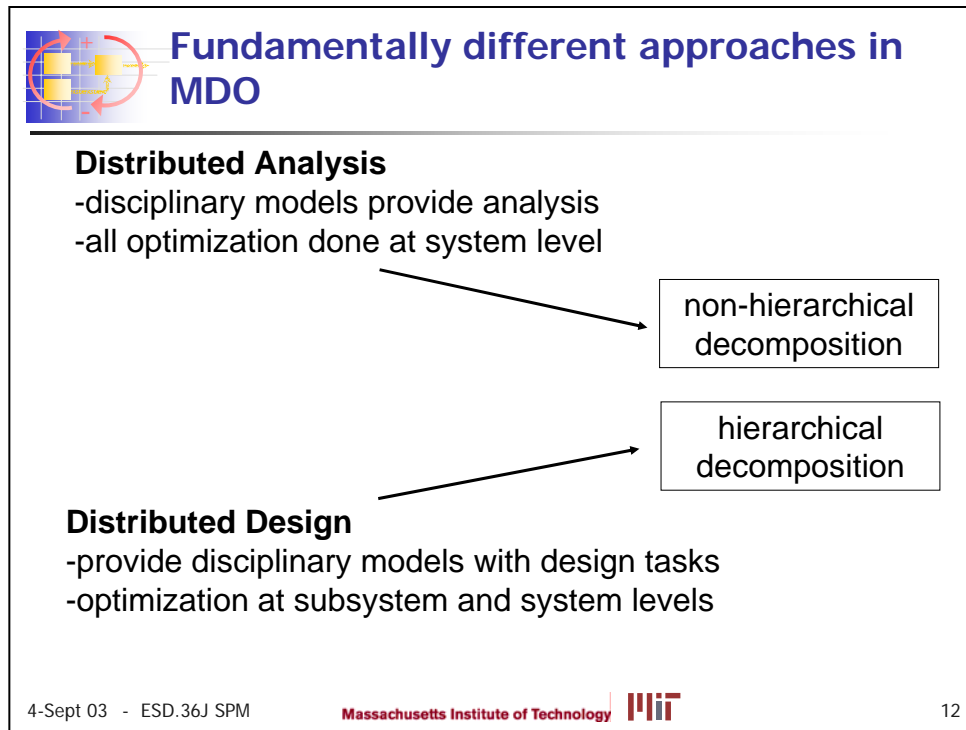 Fundamentally different approaches in
MDO
+
-
Distributed Analysis
-disciplinary models provide analysis
-all optimization done at system level
non-hierarchical
decomposition
hierarchical
decomposition
Distributed Design
-provide disciplinary models with design tasks
-optimization at subsystem and system levels
4-Sept 03 - ESD.36J SPM
Massachusetts Institute of Technology
12